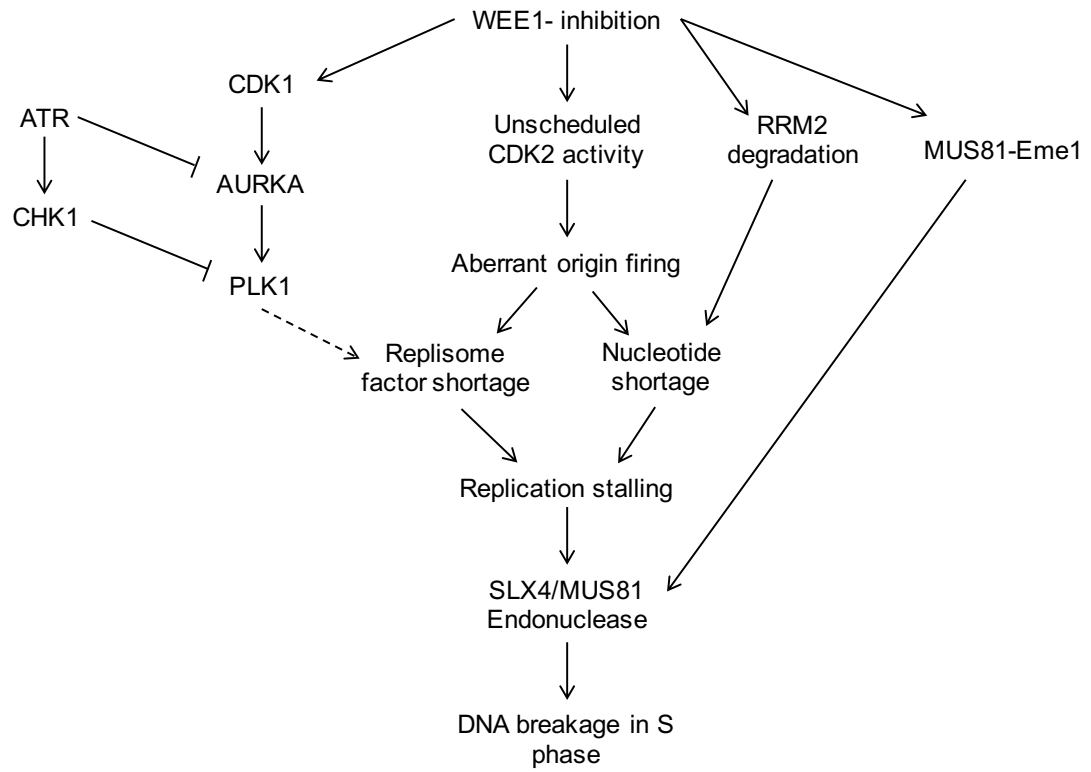 WEE1- inhibition
CDK1
ATR
Unscheduled
CDK2 activity
RRM2
degradation
MUS81-Eme1
AURKA
CHK1
Aberrant origin firing
PLK1
Replisome
factor shortage
Nucleotide
shortage
Replication stalling
SLX4/MUS81
Endonuclease
DNA breakage in S
phase